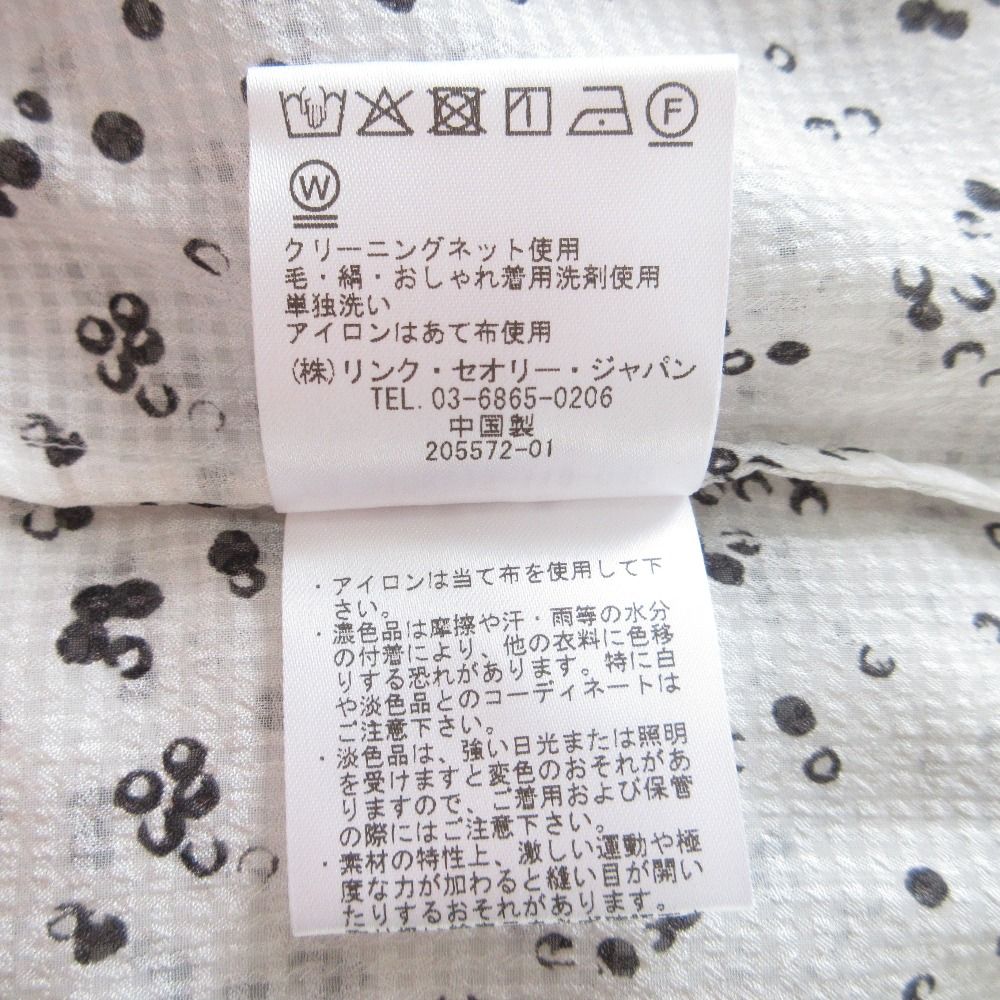 F
W
クリーニングネット使用
毛・絹・おしゃれ着用洗剤使用
単独洗い
アイロンはあて布使用
(株)リンク・セオリー・ジャパン
TEL. 03-6865-0206
中国製
205572-01
・アイロンは当て布を使用して下
さい。
・濃色品は摩擦や汗・雨等の水分
の付着により、他の衣料に色移
りする恐れがあります。特に白
や淡色品とのコーディネートは
ご注意下さい。
・淡色品は、強い日光または照明
を受けますと変色のおそれがあ
りますので、ご着用および保管
の際にはご注意下さい。
・素材の特性上、激しい運動や極
度な力が加わると縫い目が開い
たりするおそれがあります。